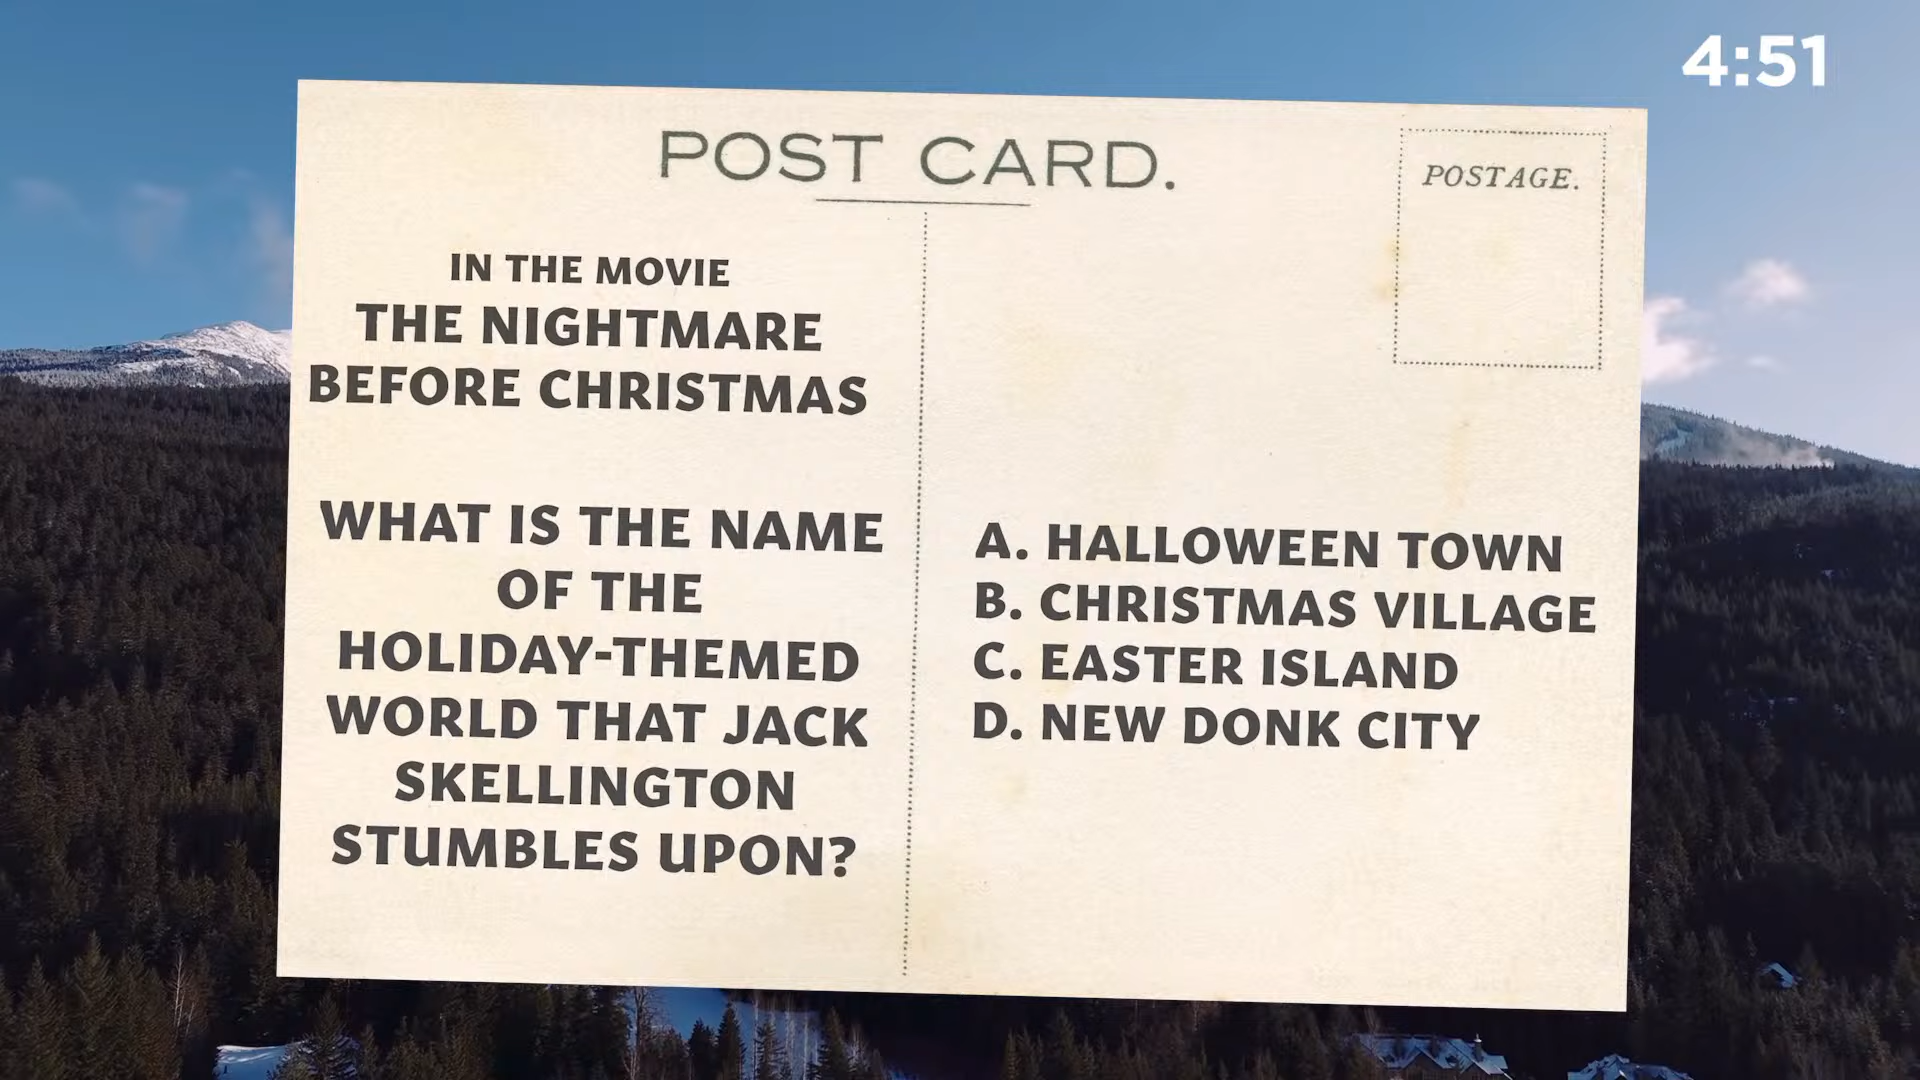 4:51
POST CARD.
POSTAGE.
IN THE MOVIE
THE NIGHTMARE
BEFORE CHRISTMAS
WHAT IS THE NAME
OF THE
HOLIDAY-THEMED
WORLD THAT JACK
SKELLINGTON
STUMBLES UPON?
A. HALLOWEEN TOWN
B. CHRISTMAS VILLAGE
C. EASTER ISLAND
D. NEW DONK CITY